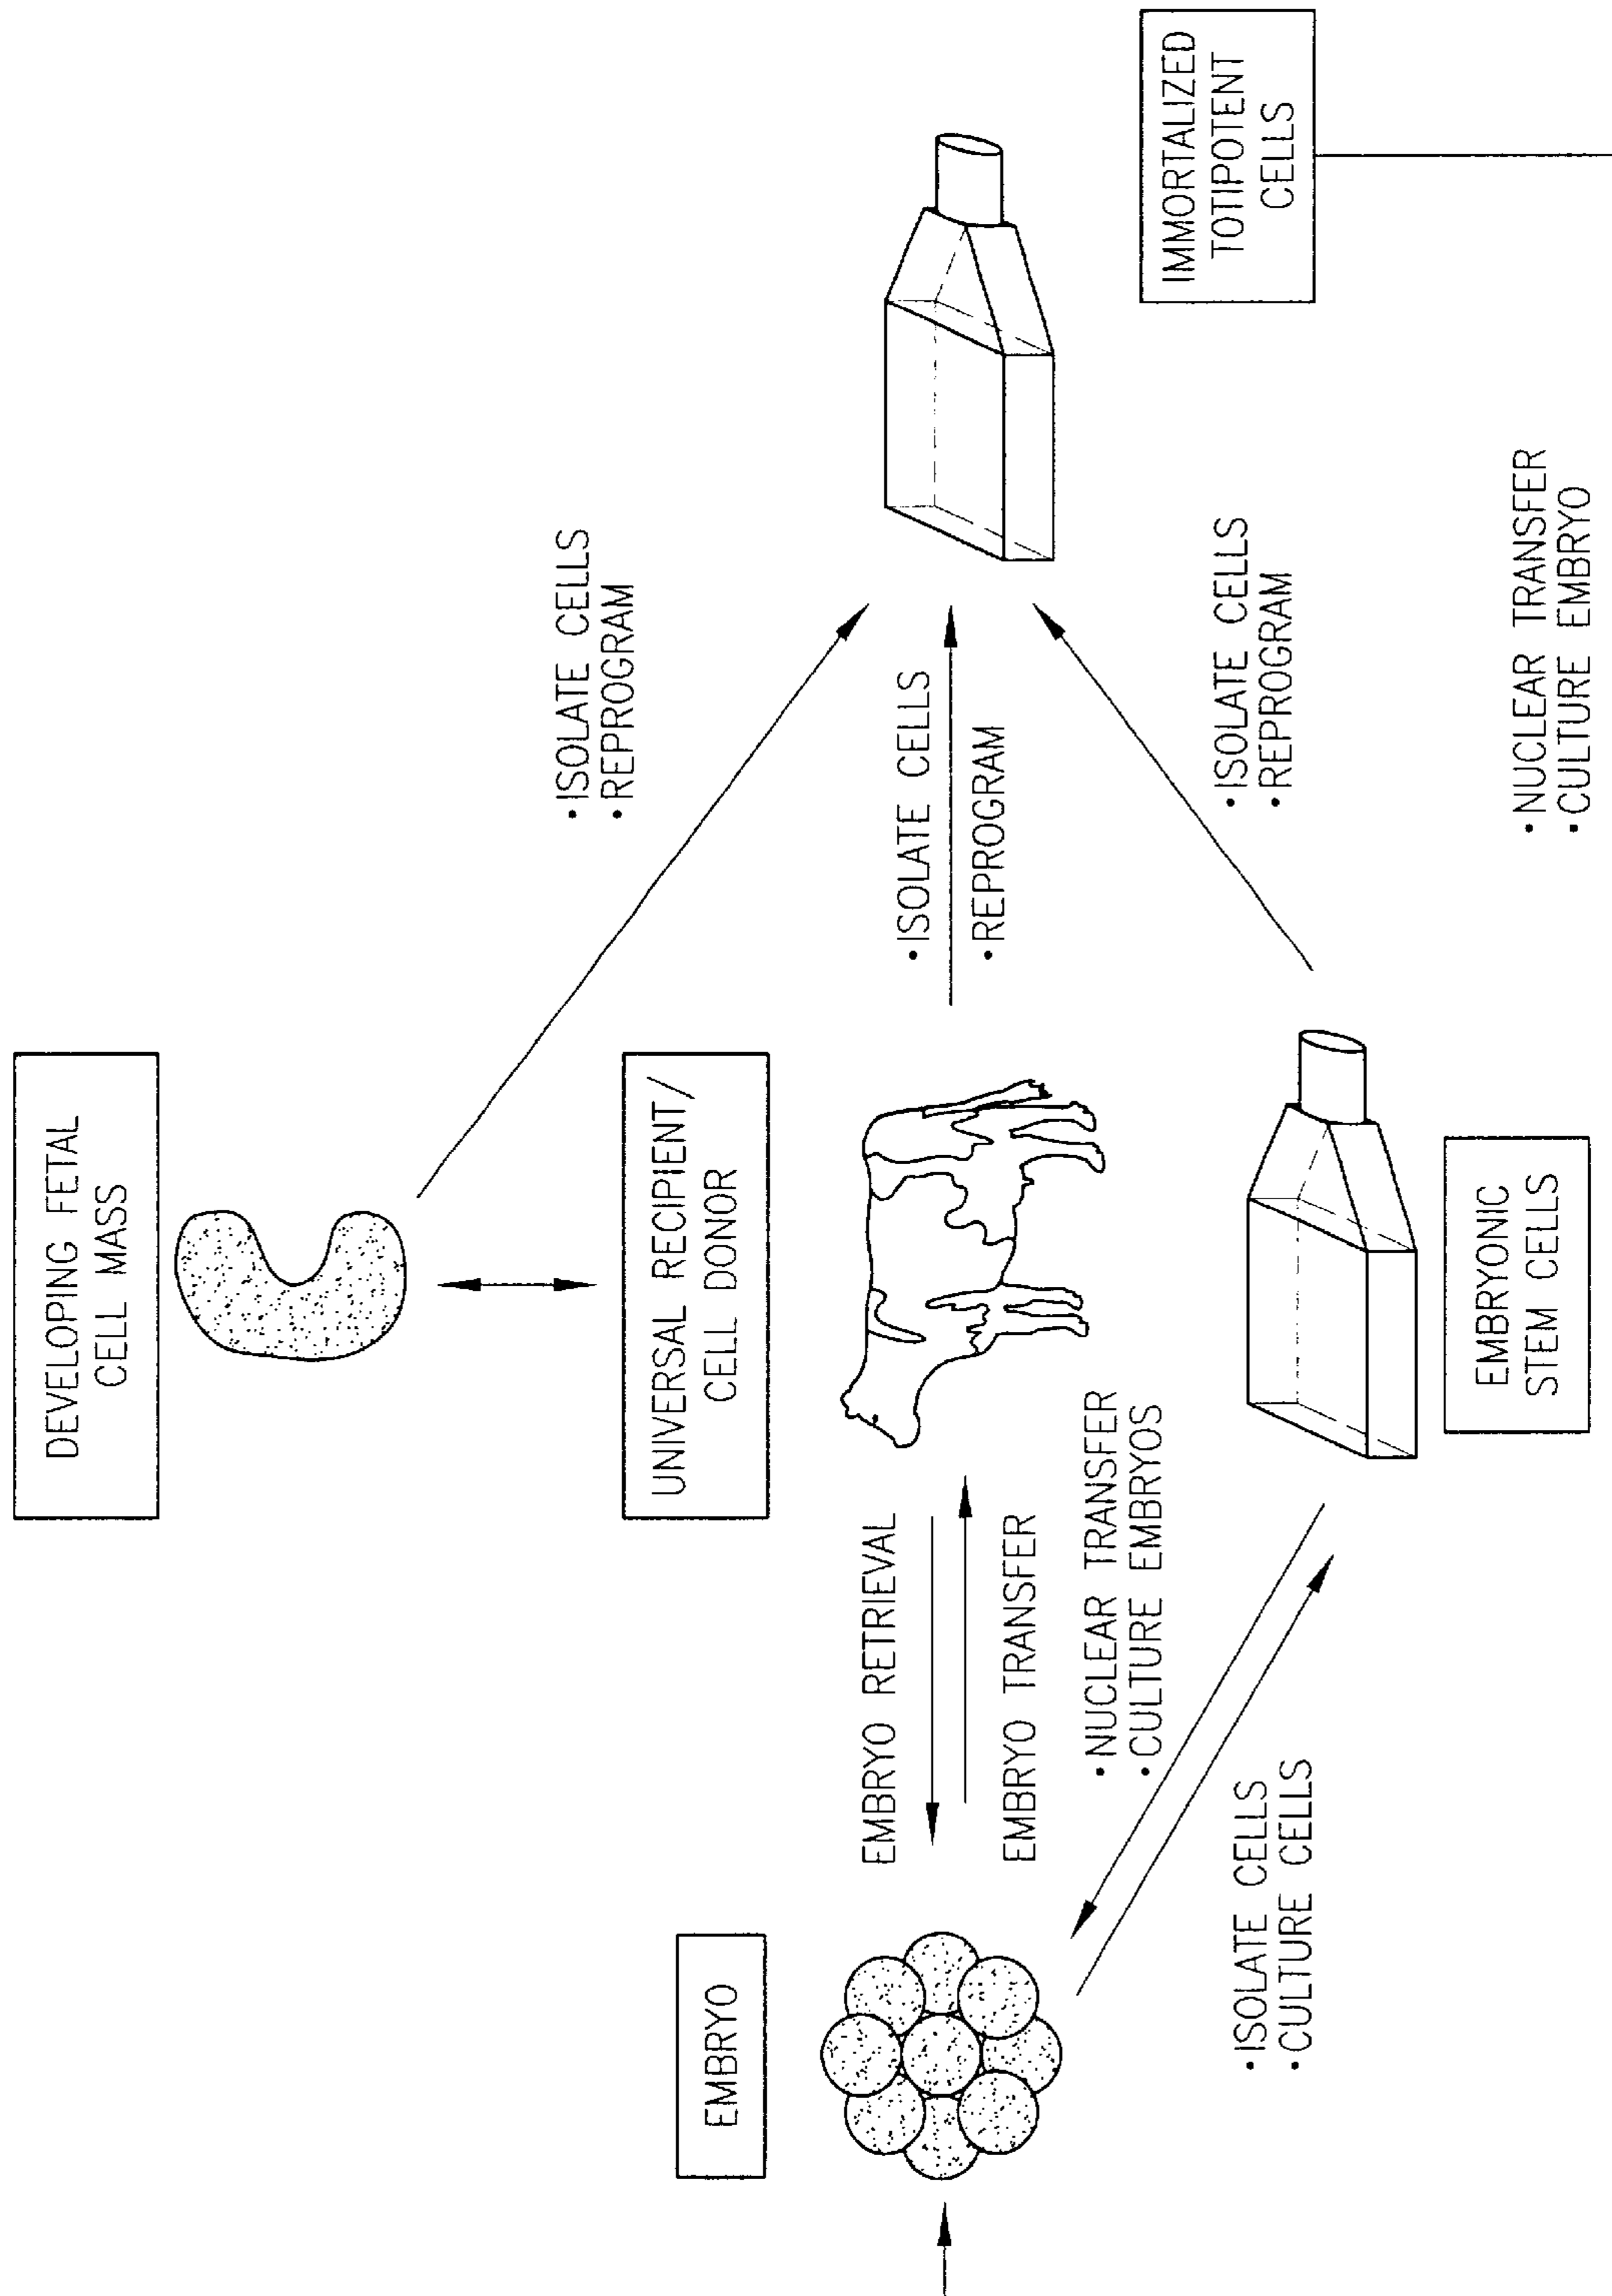 DEVELOPING FETAL
CELL MASS
•ISOLATE CELLS
•REPROGRAM
UNIVERSAL RECIPIENT/
CELL DONOR
EMBRYO
EMBRYO RETRIEVAL
EMBRYO TRANSFER
•ISOLATE CELLS
•REPROGRAM
•NUCLEAR TRANSFER
•CULTURE EMBRYOS
•ISOLATE CELLS
•CULTURE CELLS
•ISOLATE CELLS
•REPROGRAM
IMMORTALIZED
TOTIPOTENT
CELLS
EMBRYONIC
STEM CELLS
•NUCLEAR TRANSFER
•CULTURE EMBRYO